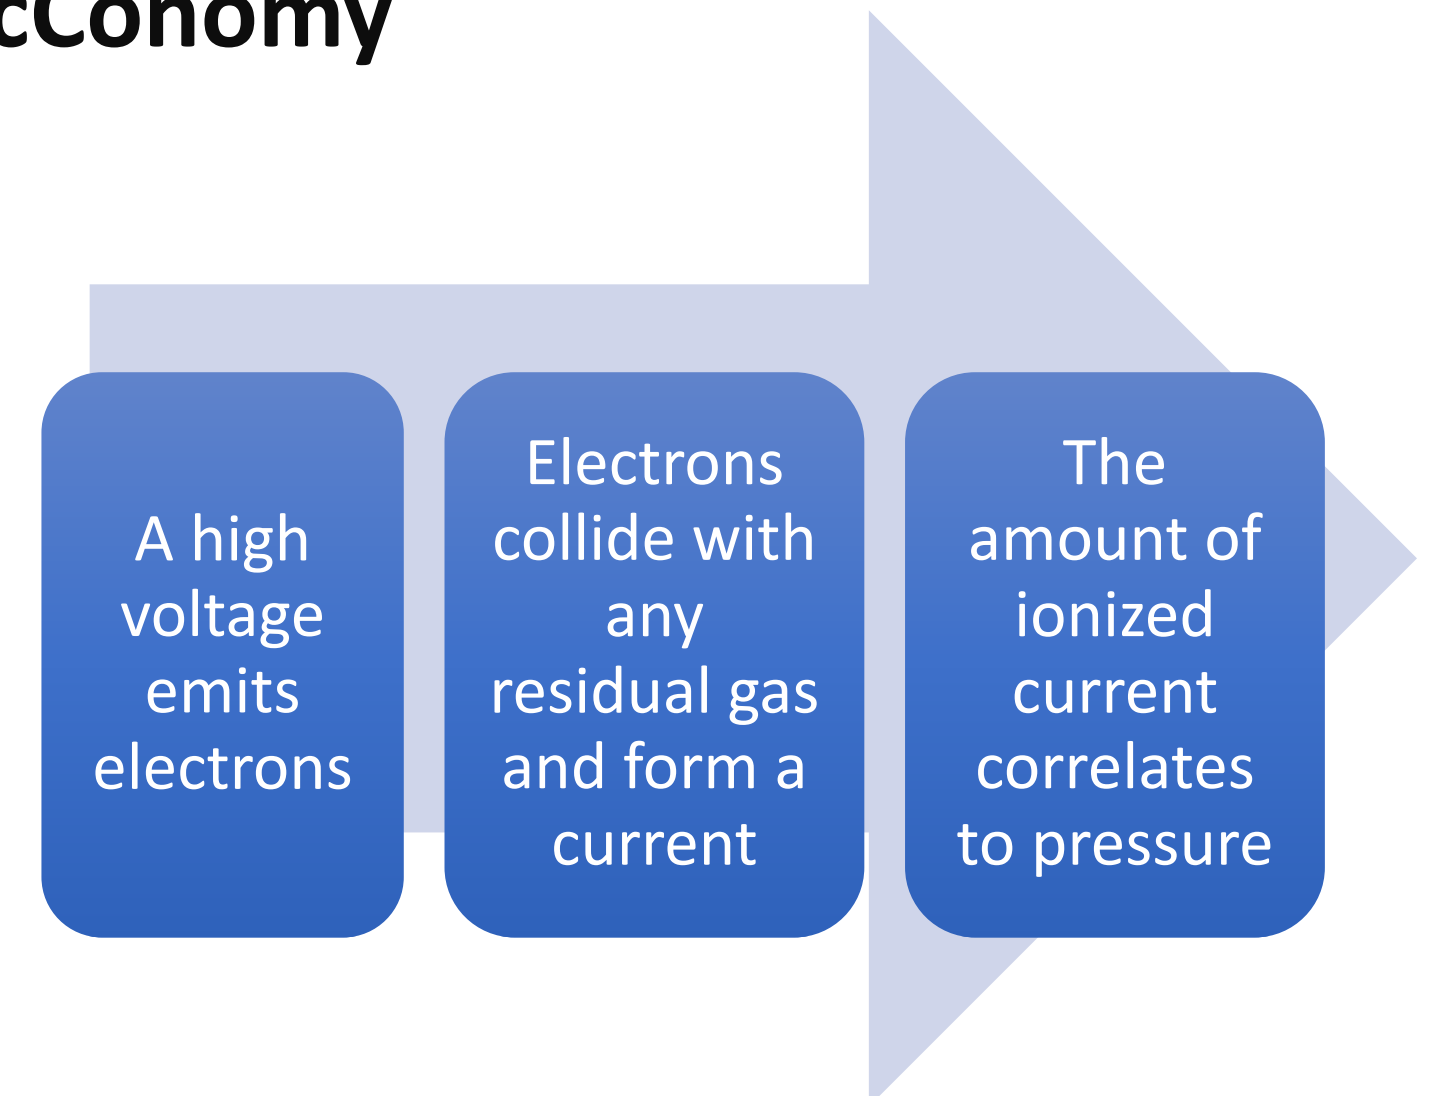 cConomy
A high
voltage
emits
electrons
Electrons
collide with
any
residual gas
and form a
current
The
amount of
ionized
current
correlates
to pressure